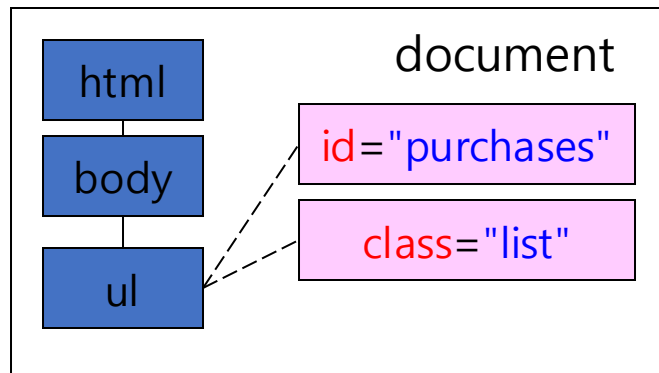 document
html
id="purchases"
body
class="list"
ul